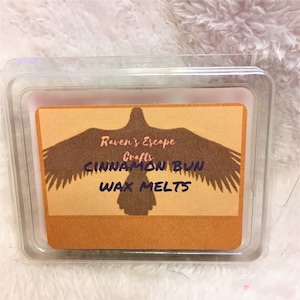 Raven's Escape
Crafts
CINNAMON BUN
WAX MELTS